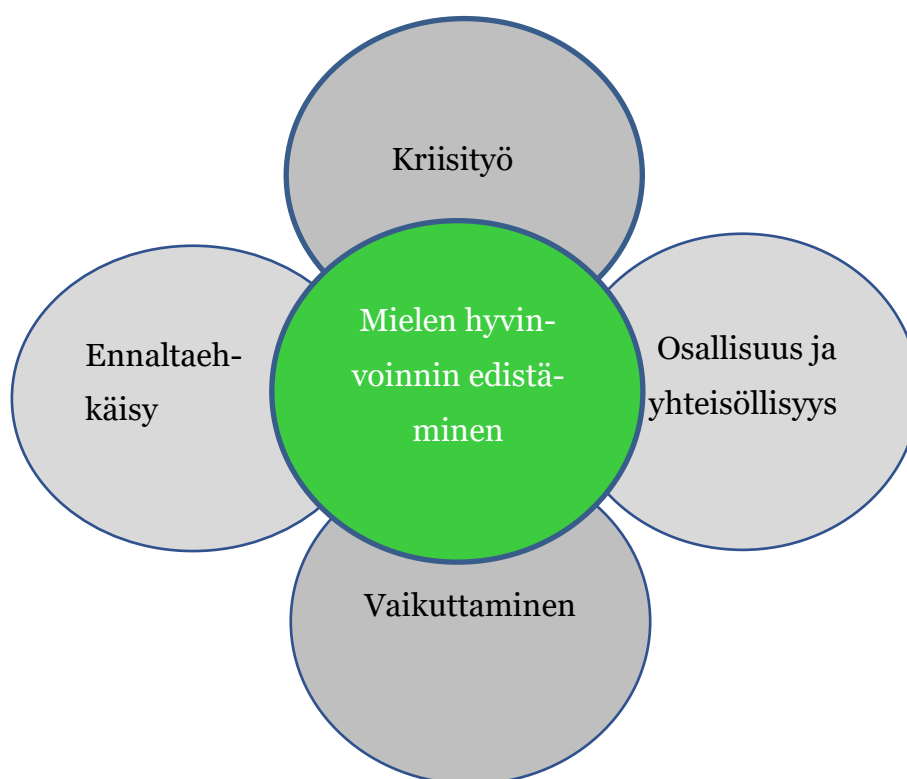 Kriisityö
Mielen hyvin-
voinnin edistä-
minen
Ennaltaeh-
käisy
Osallisuus ja
yhteisöllisyys
Vaikuttaminen